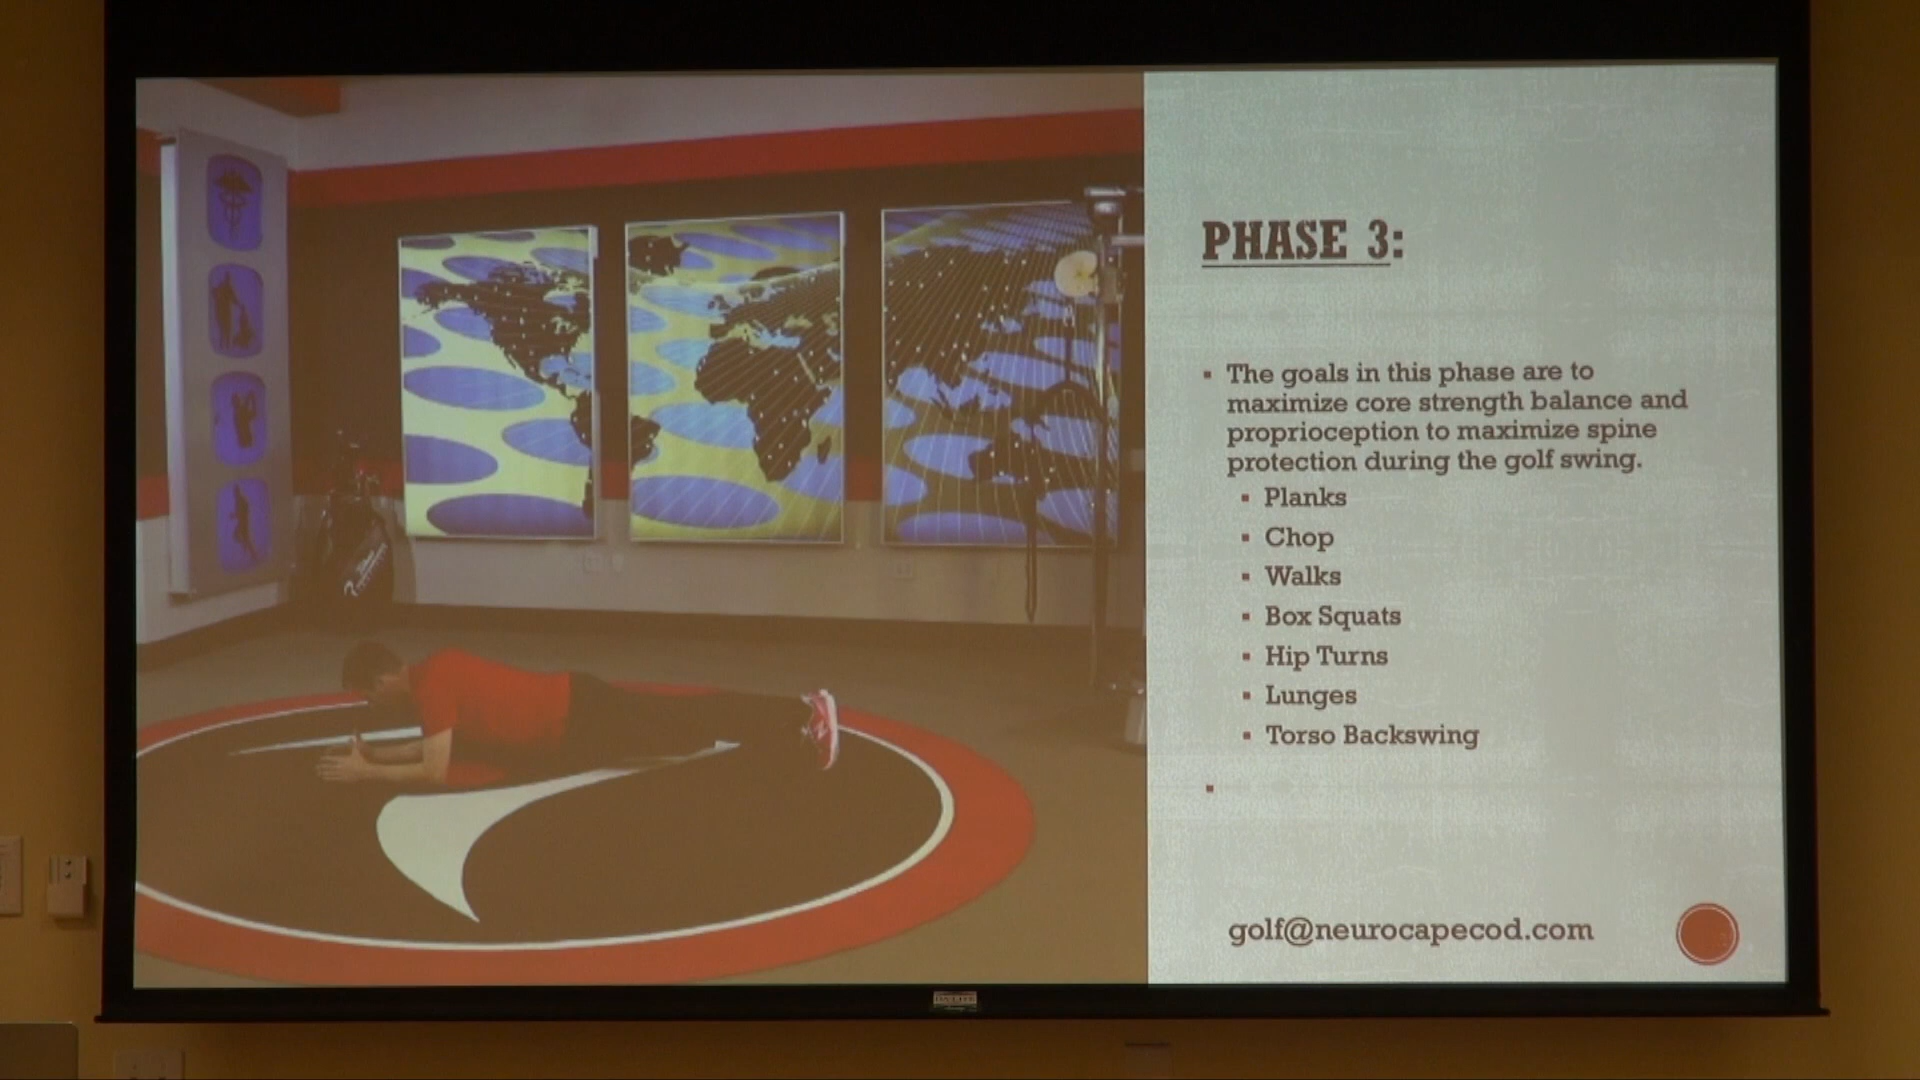 PHASE 3:
▪ The goals in this phase are to
maximize core strength balance and
proprioception to maximize spine
protection during the golf swing.
▪ Planks
▪ Chop
▪ Walks
▪ Box Squats
▪ Hip Turns
▪ Lunges
▪ Torso Backswing
▪
golf@neurocapecod.com